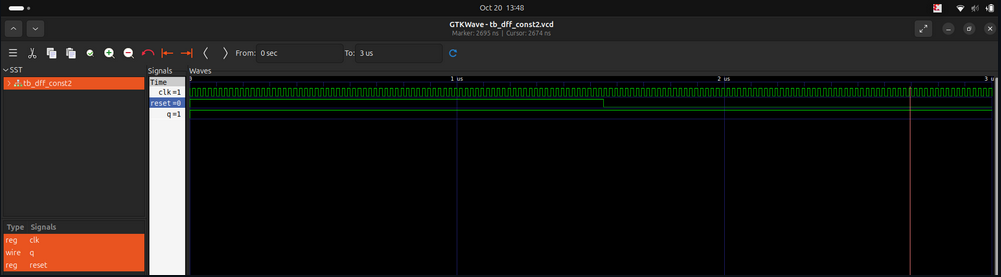 Oct 20 13:48
GTKWave - tb_dff_const2.vcd
Marker: 2695 ns | Cursor: 2674 ns
From: 0 sec To: 3 us
SST
tb_dff_const2
Type Signals
reg clk
wire q
reg reset
Signals
Time
clk=1
reset=0
q=1
Waves
0 1 us 2 us 3 us